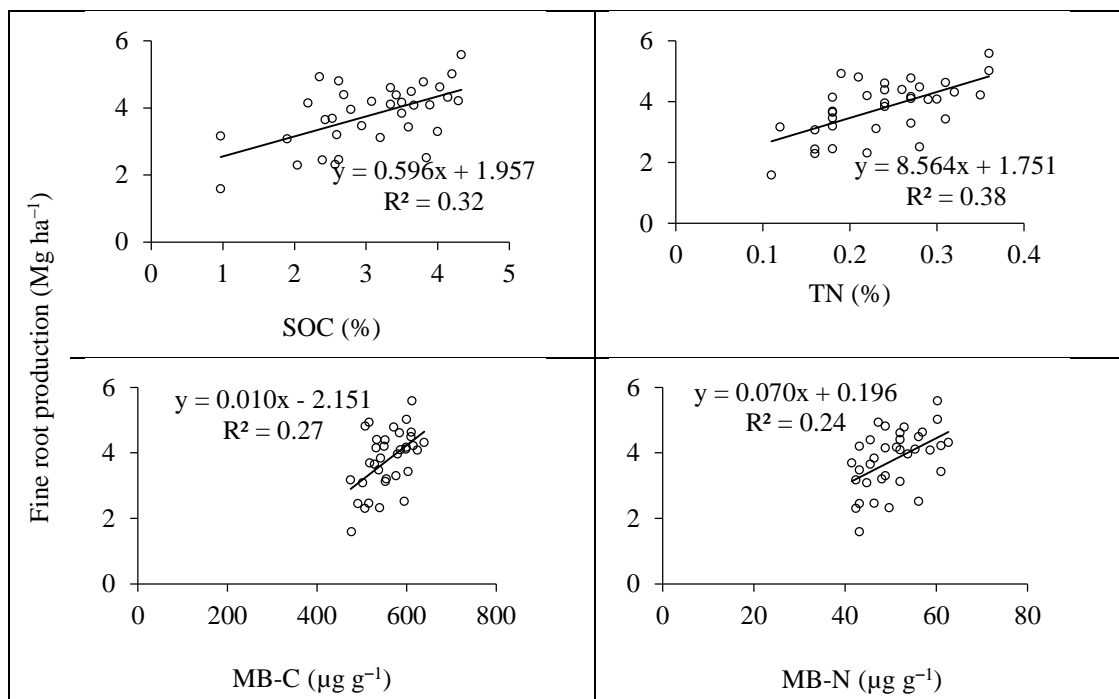 Fine root production (Mg ha⁻¹)
6
4
2
0
y = 0.596x + 1.957
R² = 0.32
0 1 2 3 4 5
SOC (%)
6
4
2
0
y = 8.564x + 1.751
R² = 0.38
0 0.1 0.2 0.3 0.4
TN (%)
y = 0.010x - 2.151
R² = 0.27
6
4
2
0
0 200 400 600 800
MB-C (µg g⁻¹)
y = 0.070x + 0.196
R² = 0.24
6
4
2
0
0 20 40 60 80
MB-N (µg g⁻¹)